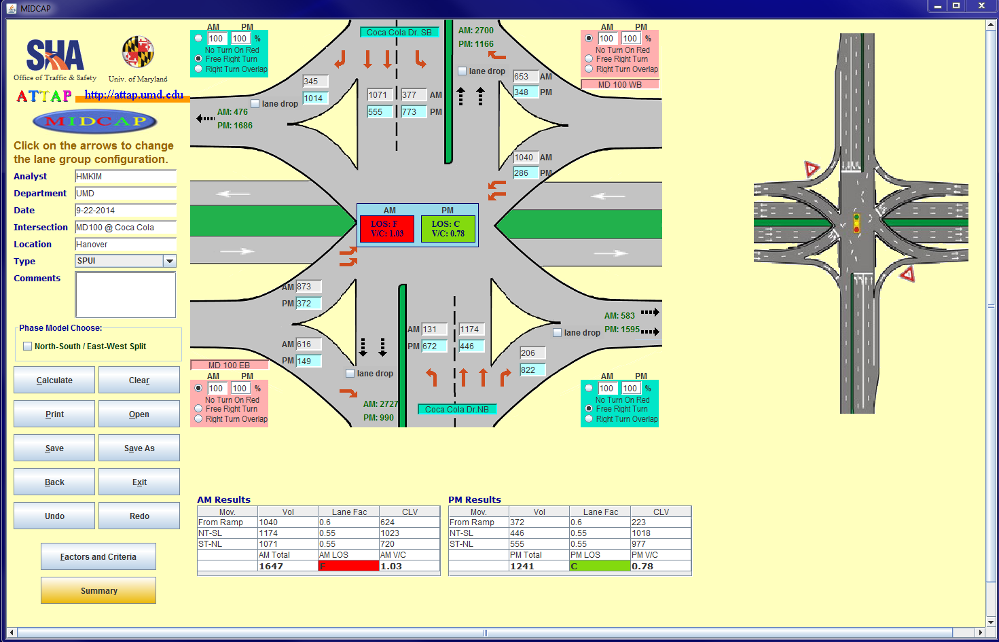 MIDCAP
SHA
Office of Traffic & Safety
Univ. of Maryland
ATTAP
http://attap.umd.edu
MIDCAP
Click on the arrows to change
the lane group configuration.
Analyst HMKIM
Department UMD
Date 9-22-2014
Intersection MD100 @ Coca Cola
Location Hanover
Type SPUI
Comments
Phase Model Choose:
North-South / East-West Split
Calculate Clear
Print Open
Save Save As
Back Exit
Undo Redo
Factors and Criteria
Summary
AM PM
100 100 %
No Turn On Red
Free Right Turn
Right Turn Overlap
Coca Cola Dr. SB
AM: 2700
PM: 1166
lane drop
AM PM
100 100 %
No Turn On Red
Free Right Turn
Right Turn Overlap
MD 100 WB
345
1014
lane drop
AM: 476
PM: 1686
1071 377 AM
555 773 PM
653 AM
348 PM
1040 AM
286 PM
AM PM
LOS: F
V/C: 1.03
LOS: C
V/C: 0.78
AM 873
PM 372
AM 616
PM 149
MD 100 EB
AM PM
100 100 %
No Turn On Red
Free Right Turn
Right Turn Overlap
lane drop
AM: 2727
PM: 990
AM 131 1174
PM 672 446
206
822
Coca Cola Dr.NB
lane drop
AM: 583
PM: 1595
AM PM
100 100 %
No Turn On Red
Free Right Turn
Right Turn Overlap
AM Results
Mov. Vol Lane Fac CLV
From Ramp 1040 0.6 624
NT-SL 1174 0.55 1023
ST-NL 1071 0.55 720
AM Total AM LOS AM V/C
1647 F 1.03
PM Results
Mov. Vol Lane Fac CLV
From Ramp 372 0.6 223
NT-SL 446 0.55 1018
ST-NL 555 0.55 977
PM Total PM LOS PM V/C
1241 C 0.78